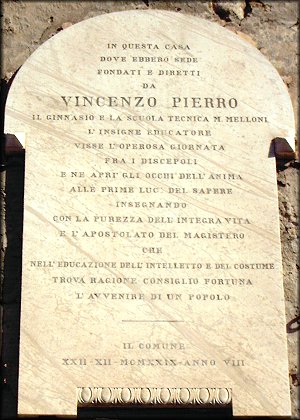 IN QUESTA CASA
DOVE EBBERO SEDE
FONDATI E DIRETTI
DA
VINCENZO PIERRO
IL GINNASIO E LA SCUOLA TECNICA M. MELLONI
L'INSIGNE EDUCATORE
VISSE L'OPEROSA GIORNATA
FRA I DISCEPOLI
E NE APRÌ GLI OCCHI DELL'ANIMA
ALLE PRIME LUCI DEL SAPERE
INSEGNANDO
CON LA PUREZZA DELL'INTEGRA VITA
E L'APOSTOLATO DEL MAGISTERO
CHE
NELL'EDUCAZIONE DELL'INTELLETTO E DEL COSTUME
TROVA RAGIONE CONSIGLIO FORTUNA
L'AVVENIRE DI UN POPOLO
IL COMUNE
XXII-XII-MCMXXIX-ANNO VIII